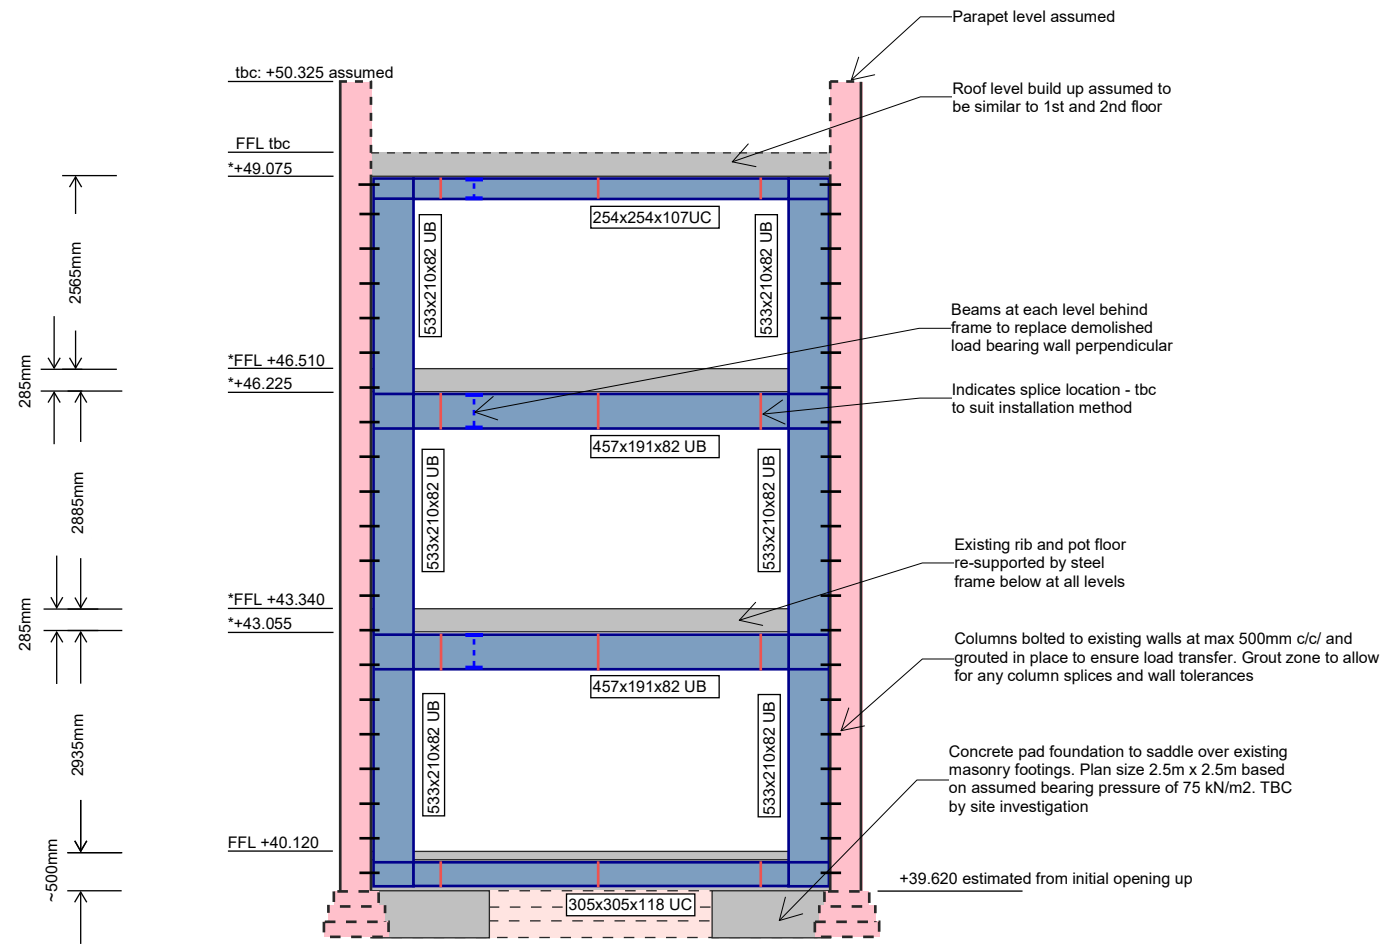 Parapet level assumed
tbc: +50.325 assumed
Roof level build up assumed to
be similar to 1st and 2nd floor
FFL tbc
*+49.075
254x254x107UC
533x210x82 UB
533x210x82 UB
2565mm
Beams at each level behind
frame to replace demolished
load bearing wall perpendicular
*FFL +46.510
285mm
*+46.225
Indicates splice location - tbc
to suit installation method
457x191x82 UB
533x210x82 UB
533x210x82 UB
2885mm
Existing rib and pot floor
re-supported by steel
frame below at all levels
*FFL +43.340
285mm
*+43.055
Columns bolted to existing walls at max 500mm c/c/ and
grouted in place to ensure load transfer. Grout zone to allow
for any column splices and wall tolerances
457x191x82 UB
533x210x82 UB
533x210x82 UB
2935mm
Concrete pad foundation to saddle over existing
masonry footings. Plan size 2.5m x 2.5m based
on assumed bearing pressure of 75 kN/m2. TBC
by site investigation
FFL +40.120
~500mm
+39.620 estimated from initial opening up
305x305x118 UC